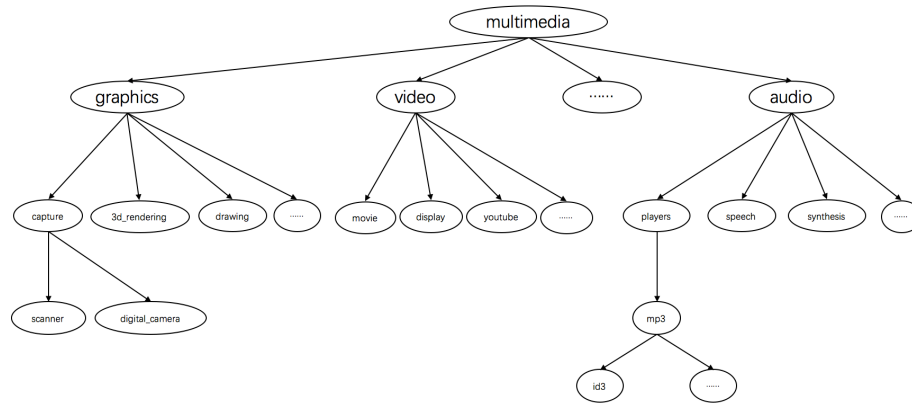 multimedia
graphics
video
······
audio
capture
3d_rendering
drawing
······
movie
display
youtube
······
players
speech
synthesis
······
scanner
digital_camera
mp3
id3
······